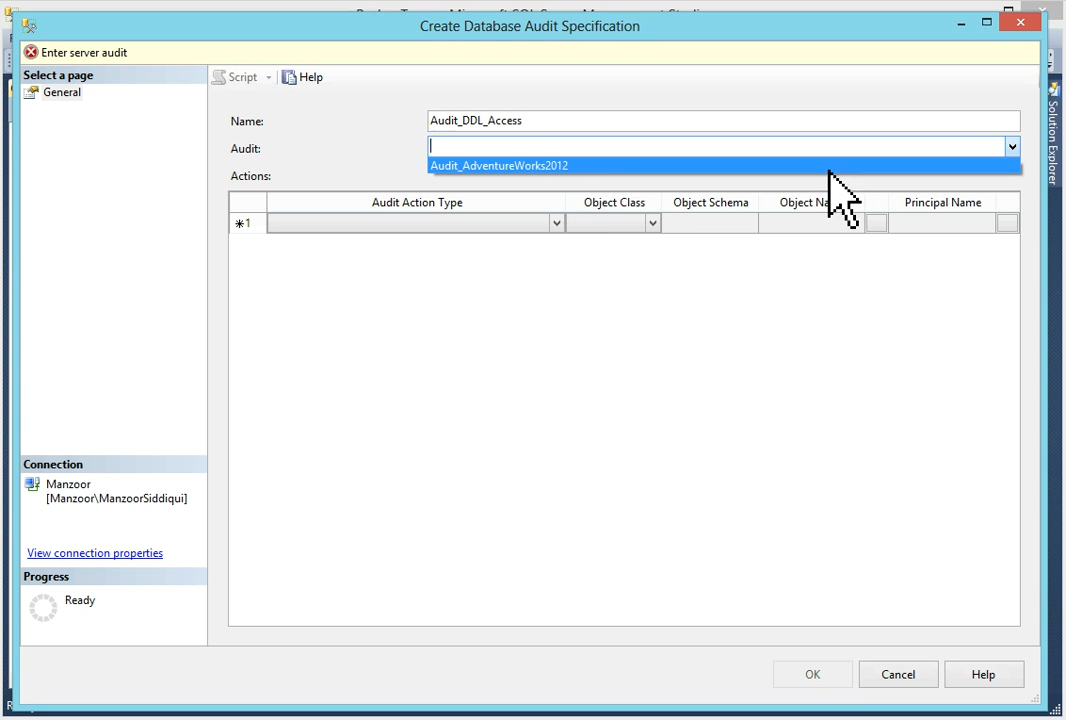 Create Database Audit Specification
Enter server audit
Select a page
General
Script
Help
Name:
Audit_DDL_Access
Audit:
Audit_AdventureWorks2012
Actions:
Audit Action Type
Object Class
Object Schema
Object
Principal Name
*1
Connection
Manzoor
[Manzoor\ManzoorSiddiqui]
View connection properties
Progress
Ready
OK
Cancel
Help
Solution Explorer